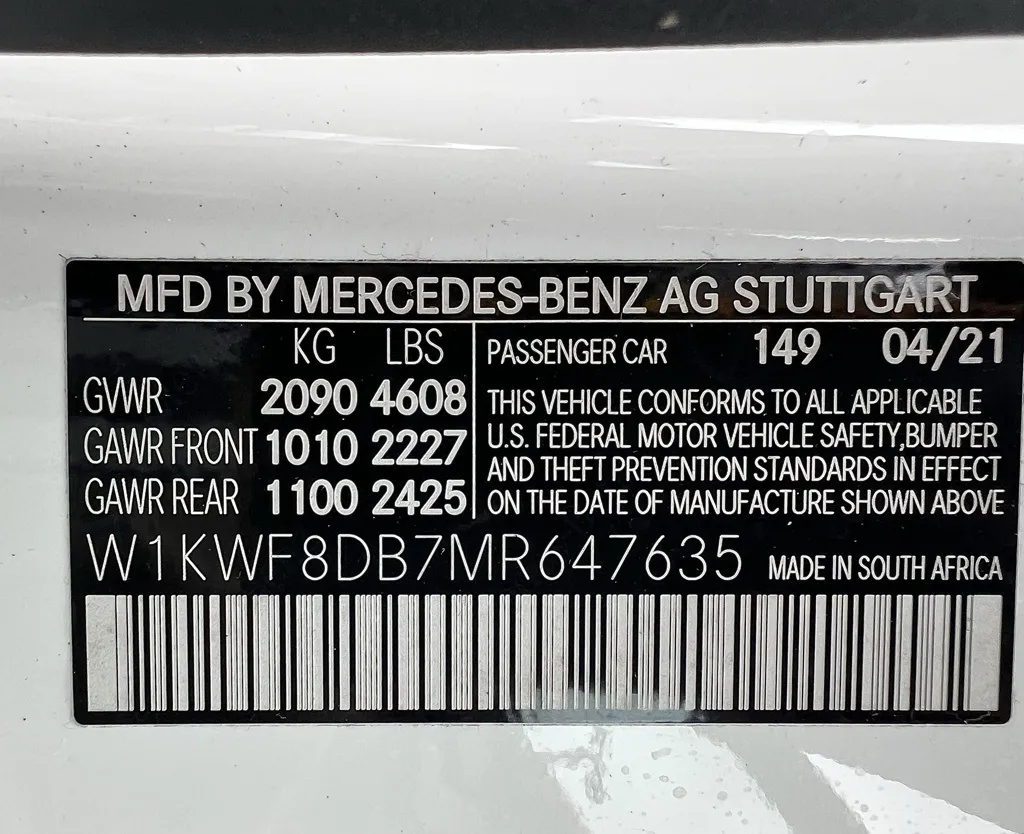 MFD BY MERCEDES-BENZ AG STUTTGART
KG LBS
GVWR 2090 4608
GAWR FRONT 1010 2227
GAWR REAR 1100 2425
PASSENGER CAR 149 04/21
THIS VEHICLE CONFORMS TO ALL APPLICABLE
U.S. FEDERAL MOTOR VEHICLE SAFETY,BUMPER
AND THEFT PREVENTION STANDARDS IN EFFECT
ON THE DATE OF MANUFACTURE SHOWN ABOVE
W1KWF8DB7MR647635 MADE IN SOUTH AFRICA